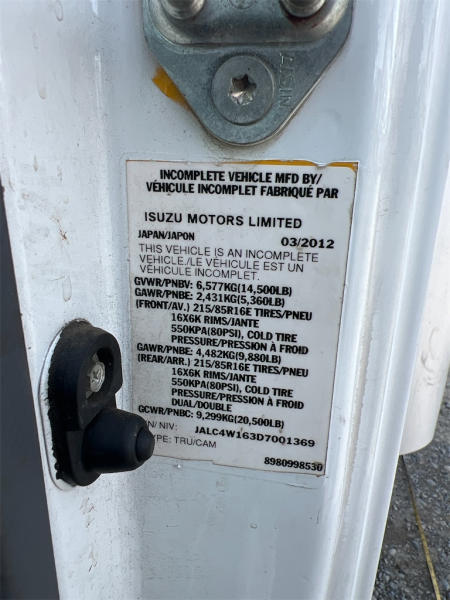 NISIA
INCOMPLETE VEHICLE MFD BY/
VÉHICULE INCOMPLET FABRIQUÉ PAR
ISUZU MOTORS LIMITED
JAPAN/JAPON 03/2012
THIS VEHICLE IS AN INCOMPLETE
VEHICLE./LE VÉHICULE EST UN
VÉHICULE INCOMPLET.
GVWR/PNBV: 6,577KG(14,500LB)
GAWR/PNBE: 2,431KG(5,360LB)
(FRONT/AV.) 215/85R16E TIRES/PNEU
16X6K RIMS/JANTE
550KPA(80PSI), COLD TIRE
PRESSURE/PRESSION À FROID
GAWR/PNBE: 4,482KG(9,880LB)
(REAR/ARR.) 215/85R16E TIRES/PNEU
16X6K RIMS/JANTE
550KPA(80PSI), COLD TIRE
PRESSURE/PRESSION À FROID
DUAL/DOUBLE
GCWR/PNBC: 9,299KG(20,500LB)
IN/ NIV: JALC4W163D7001369
TYPE: TRU/CAM
8980998530